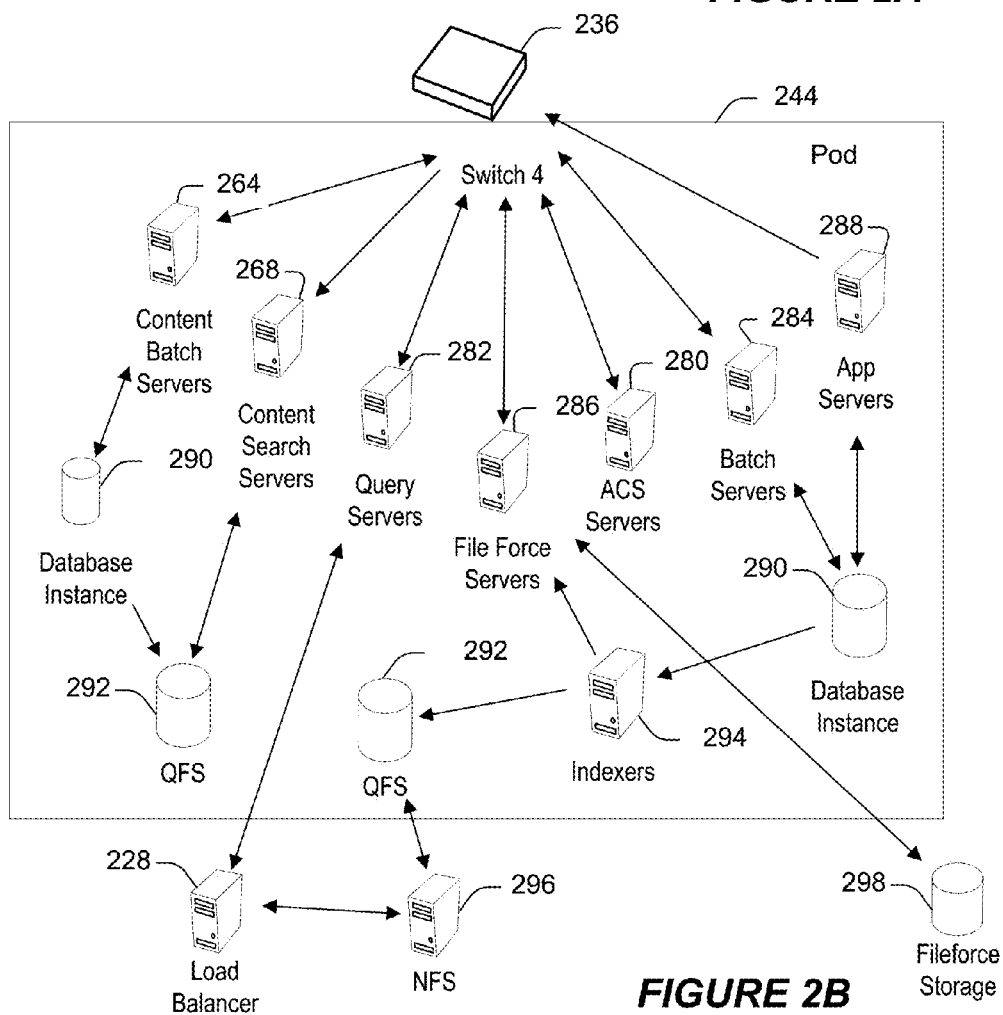 FIGURE 2A
236
244
Pod
Switch 4
264
288
268
284
Content
Batch
Servers
282
280
App
Servers
286
Content
Search
Servers
290
Batch
Servers
Query
Servers
ACS
Servers
File Force
Servers
Database
Instance
290
292
292
Database
Instance
294
QFS
QFS
Indexers
228
296
298
Load
Balancer
NFS
Fileforce
Storage
FIGURE 2B